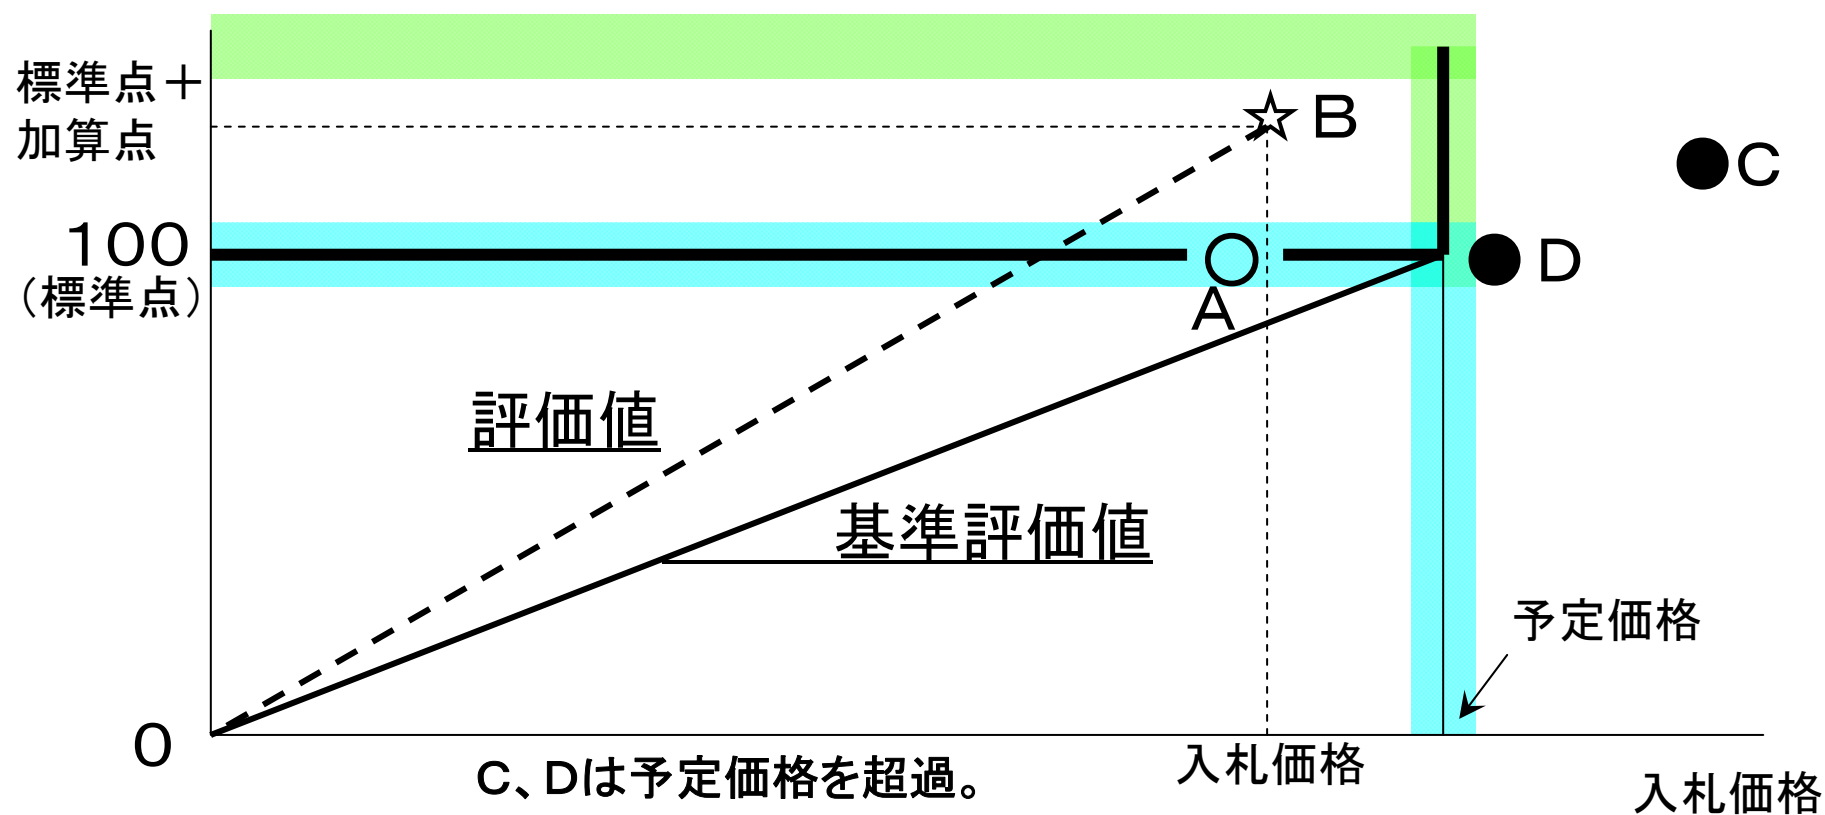 標準点＋
加算点
B
C
100
(標準点)
A
D
評価値
基準評価値
予定価格
0
C、Dは予定価格を超過。
入札価格
入札価格